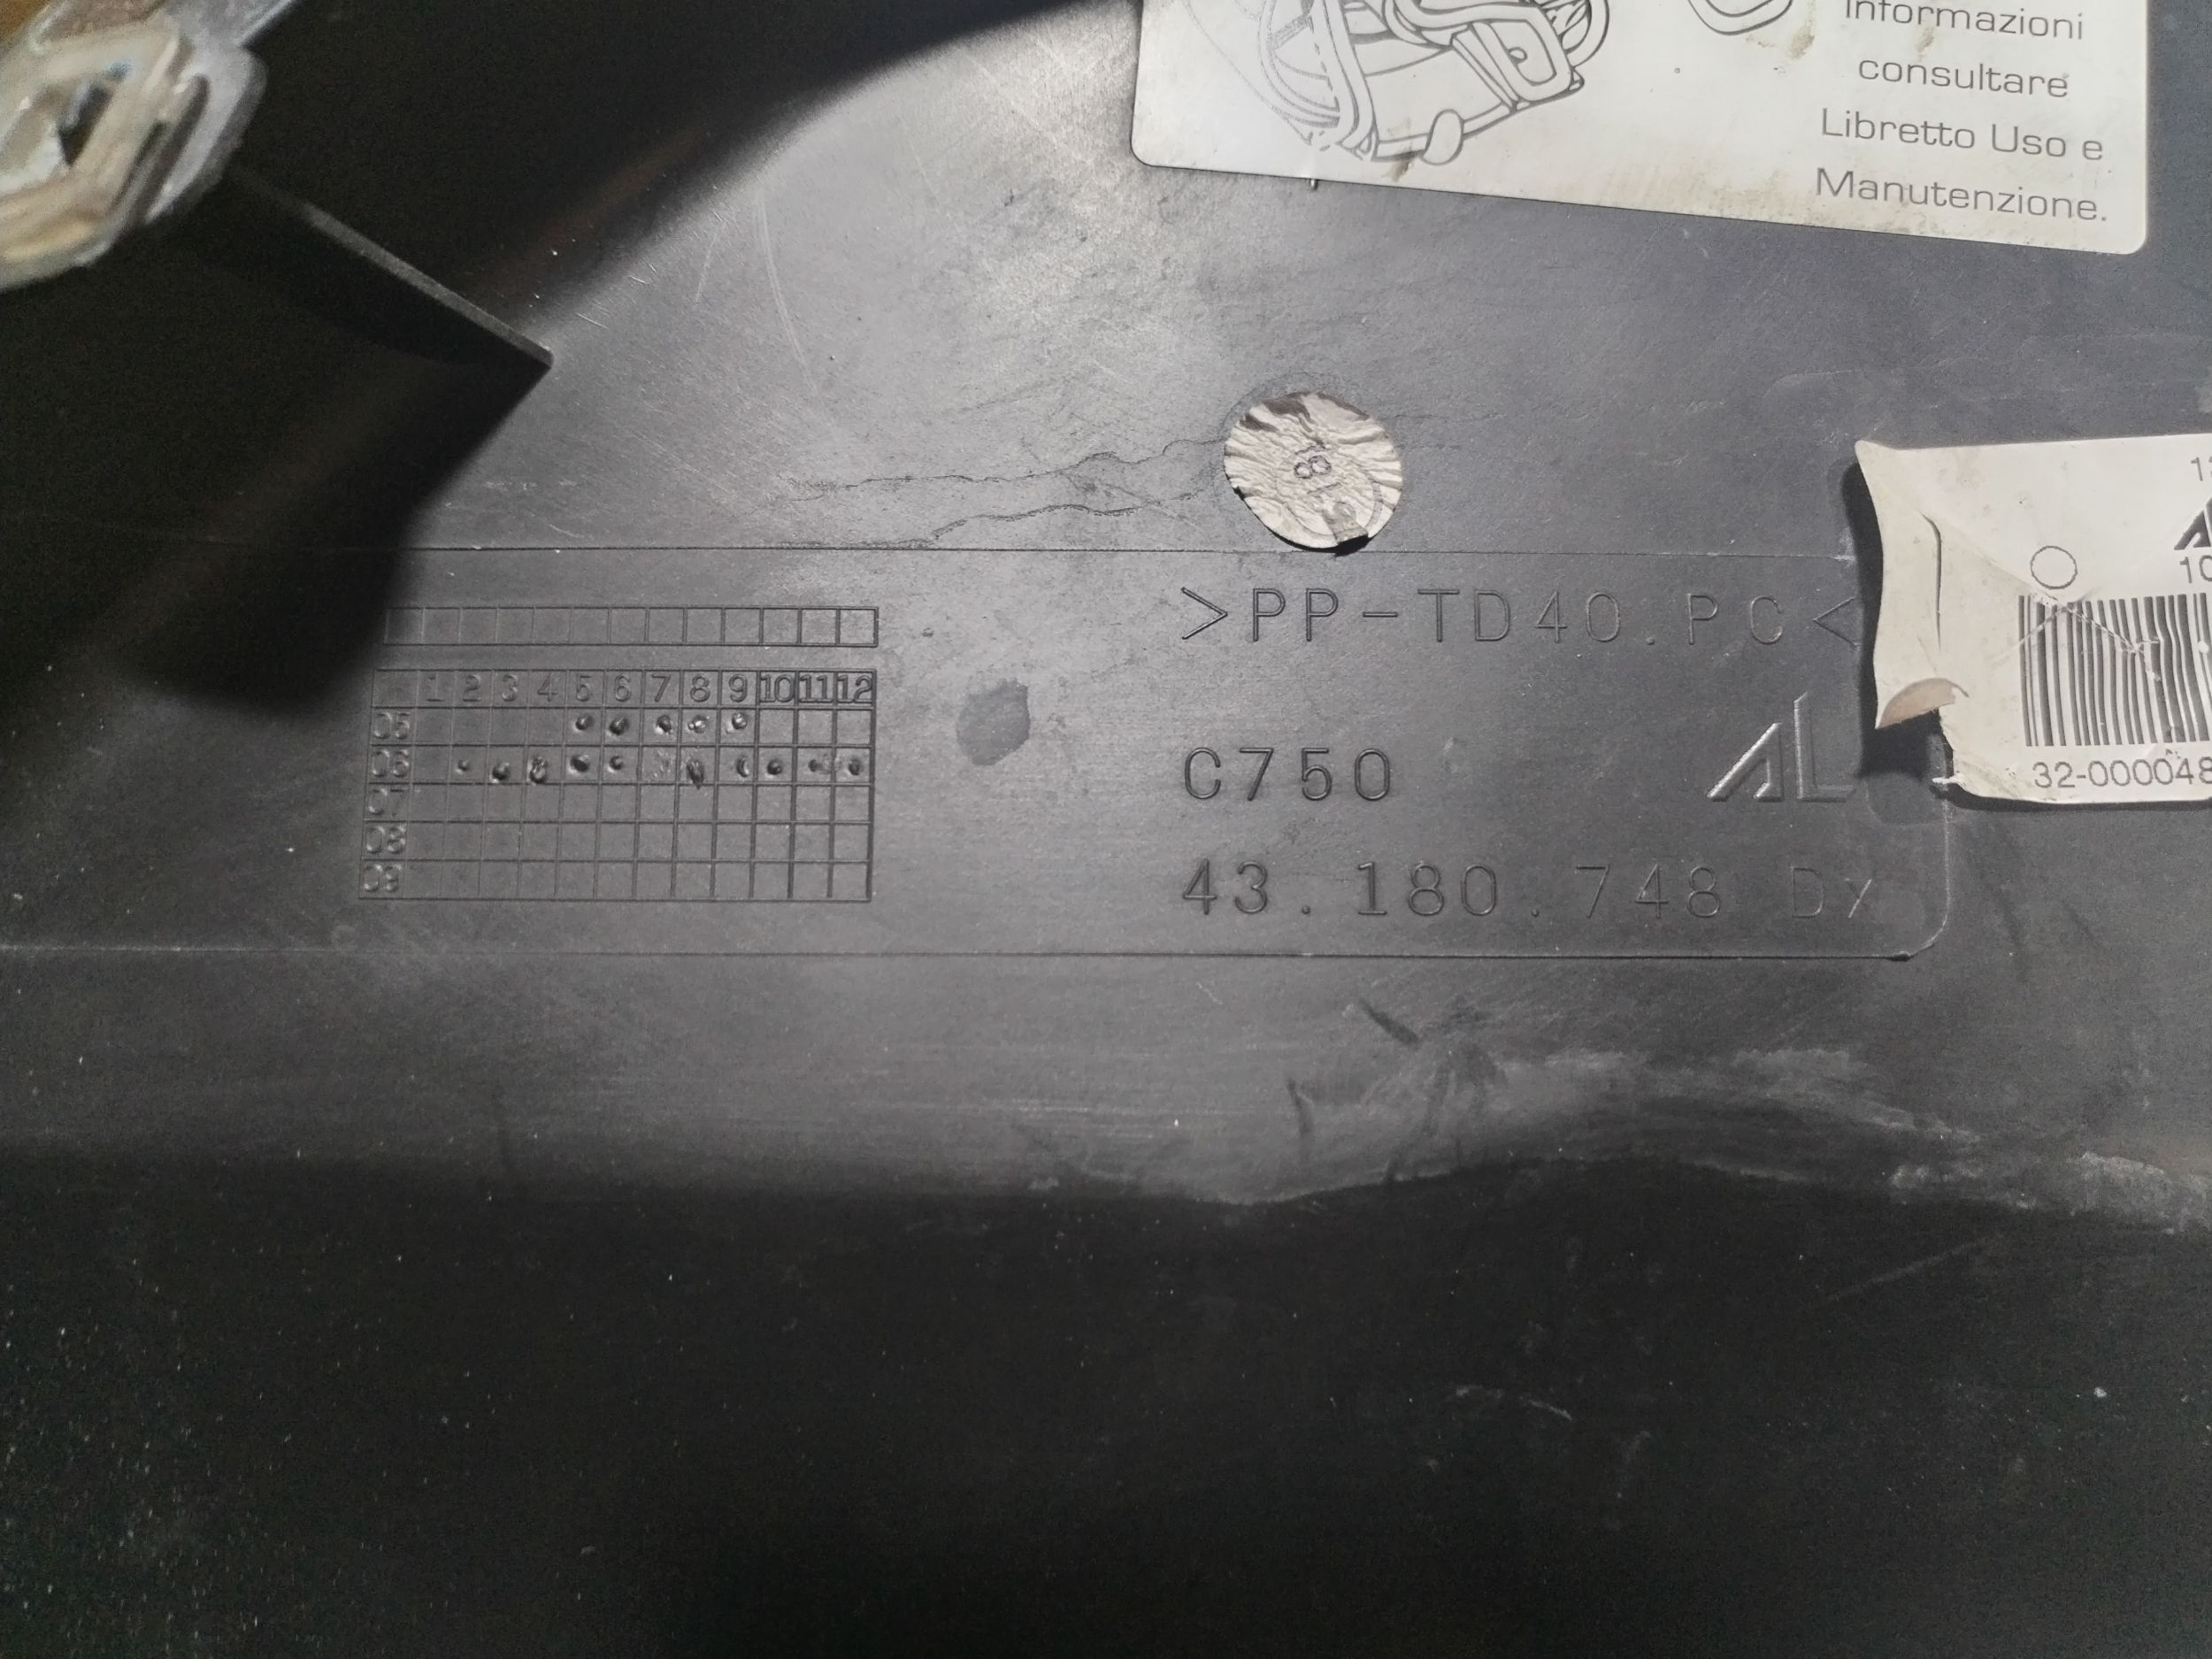 informazioni
consultare
Libretto Uso e
Manutenzione.
>PP-TD40.PC<
1 2 3 4 5 6 7 8 9 10 11 12
05
06
07
08
09
C750
AL
43.180.748 Dx
32-000048